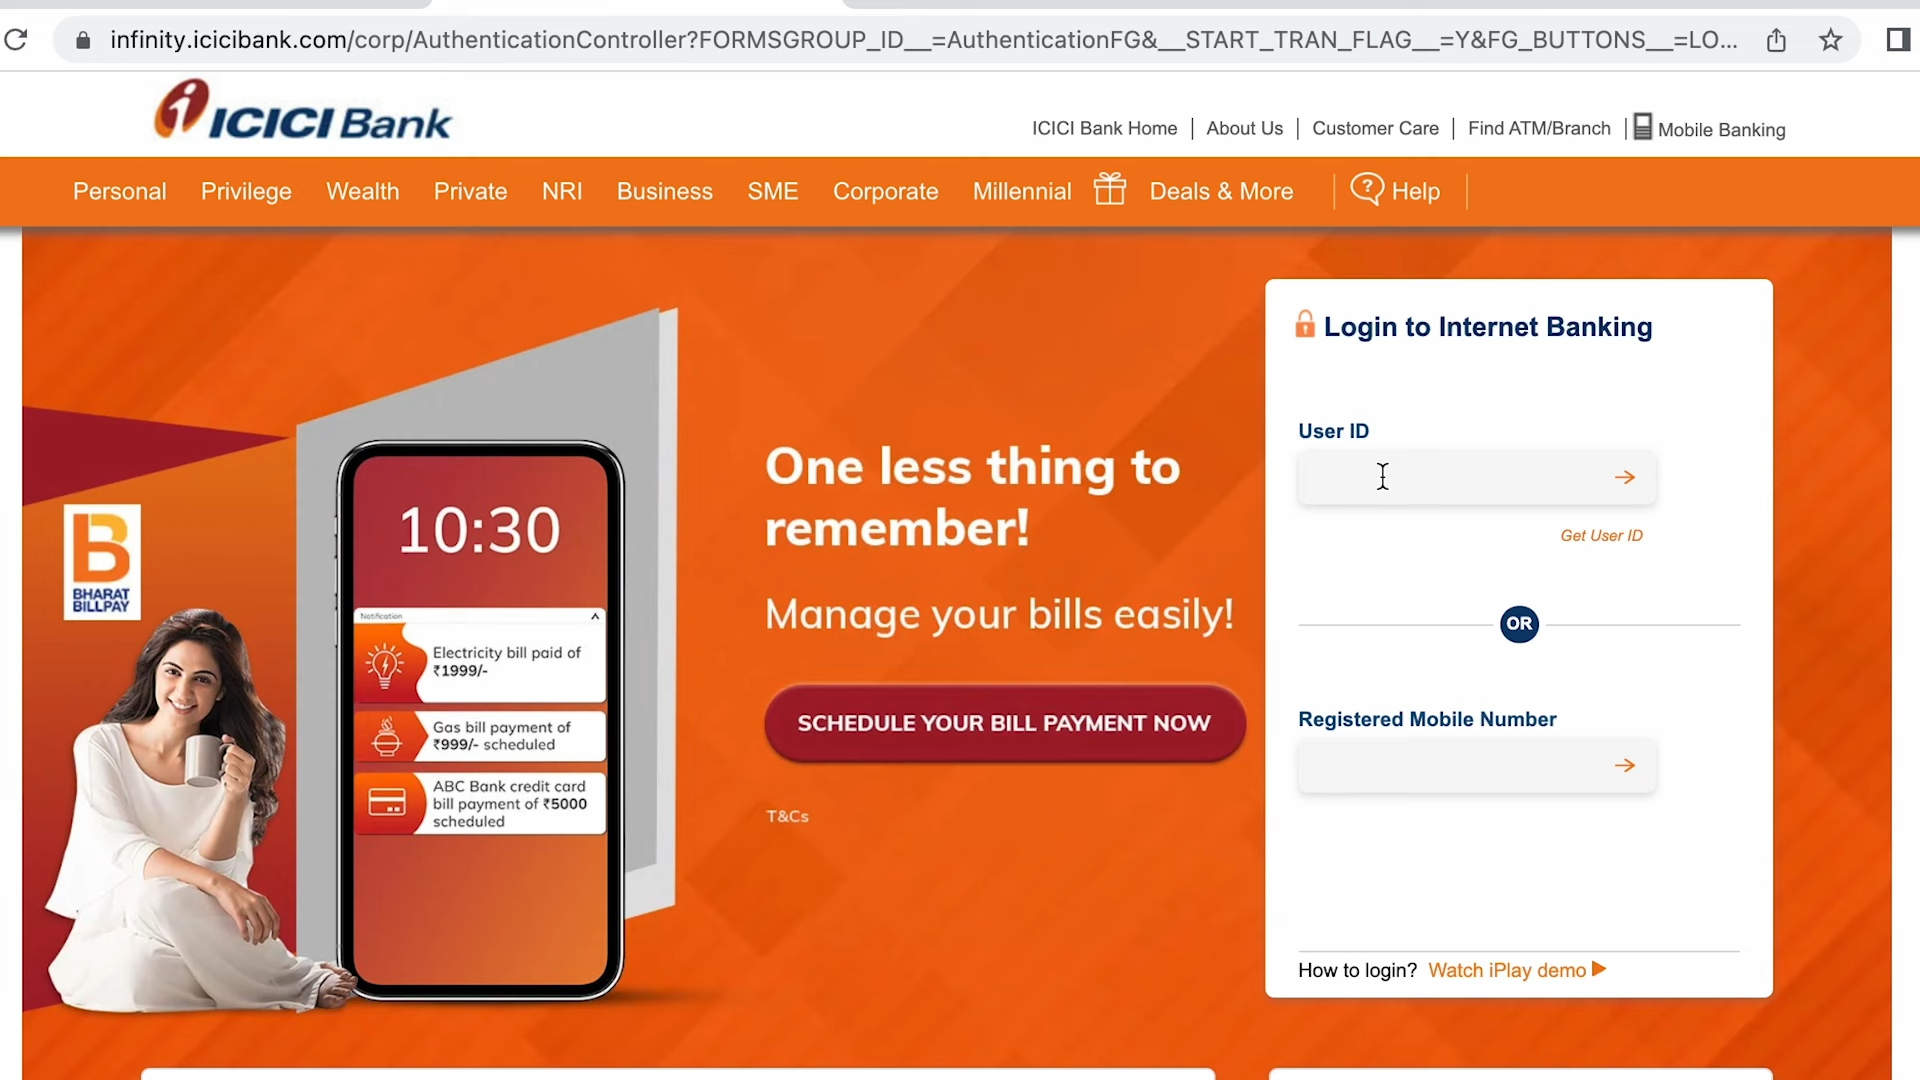 infinity.icicibank.com/corp/AuthenticationController?FORMSGROUP_ID__=AuthenticationFG&__START_TRAN_FLAG__=Y&FG_BUTTONS__=LO...
ICICI Bank
ICICI Bank Home | About Us | Customer Care | Find ATM/Branch | Mobile Banking
Personal Privilege Wealth Private NRI Business SME Corporate Millennial Deals & More Help
Login to Internet Banking
User ID
Get User ID
OR
Registered Mobile Number
How to login? Watch iPlay demo
One less thing to
remember!
Manage your bills easily!
SCHEDULE YOUR BILL PAYMENT NOW
T&Cs
B
BHARAT
BILLPAY
10:30
Notification
Electricity bill paid of
₹1999/-
Gas bill payment of
₹999/- scheduled
ABC Bank credit card
bill payment of ₹5000
scheduled